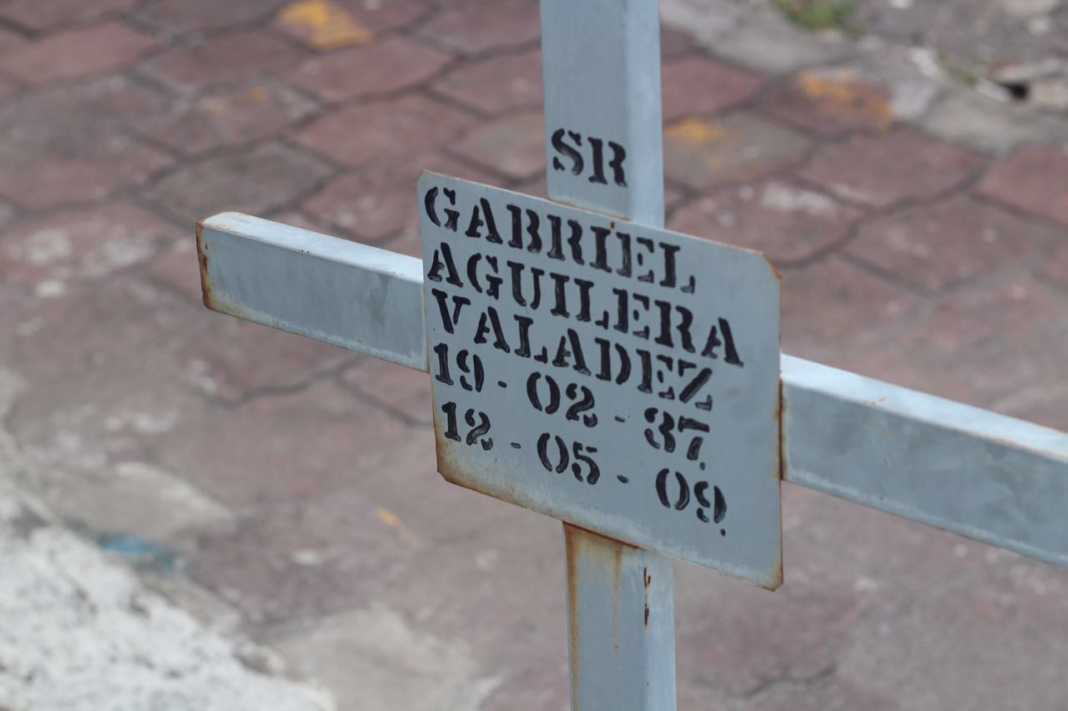 SR
GABRIEL
AGUILERA
VALADEZ
19 - 02 - 37.
12 - 05 - 09.